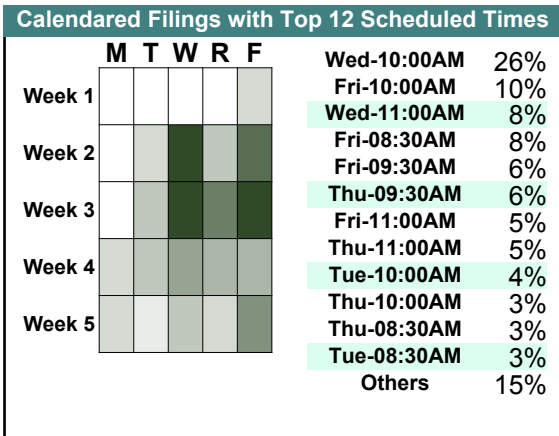 Calendared Filings with Top 12 Scheduled Times
M T W R F
Week 1
Week 2
Week 3
Week 4
Week 5
Wed-10:00AM 26%
Fri-10:00AM 10%
Wed-11:00AM 8%
Fri-08:30AM 8%
Fri-09:30AM 6%
Thu-09:30AM 6%
Fri-11:00AM 5%
Thu-11:00AM 5%
Tue-10:00AM 4%
Thu-10:00AM 3%
Thu-08:30AM 3%
Tue-08:30AM 3%
Others 15%